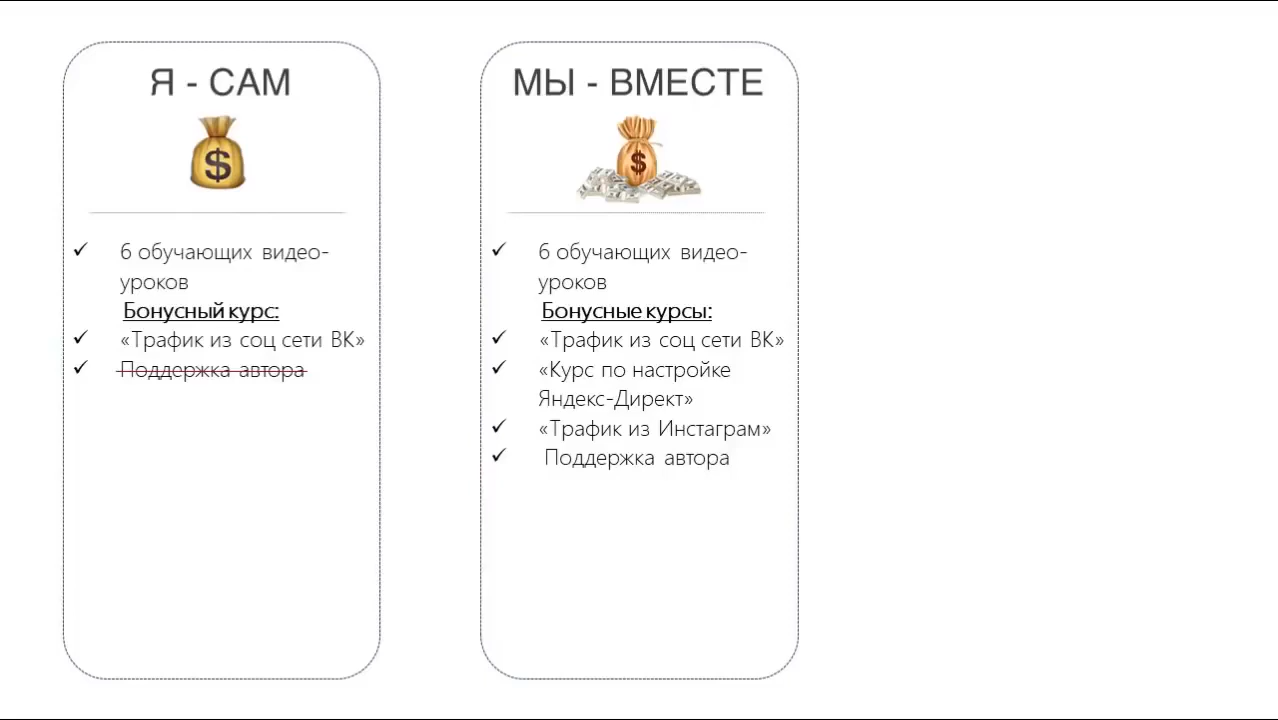 Я - САМ
$
6 обучающих видео-
уроков
Бонусный курс:
«Трафик из соц сети ВК»
Поддержка автора
МЫ - ВМЕСТЕ
$
6 обучающих видео-
уроков
Бонусные курсы:
«Трафик из соц сети ВК»
«Курс по настройке
Яндекс-Директ»
«Трафик из Инстаграм»
Поддержка автора